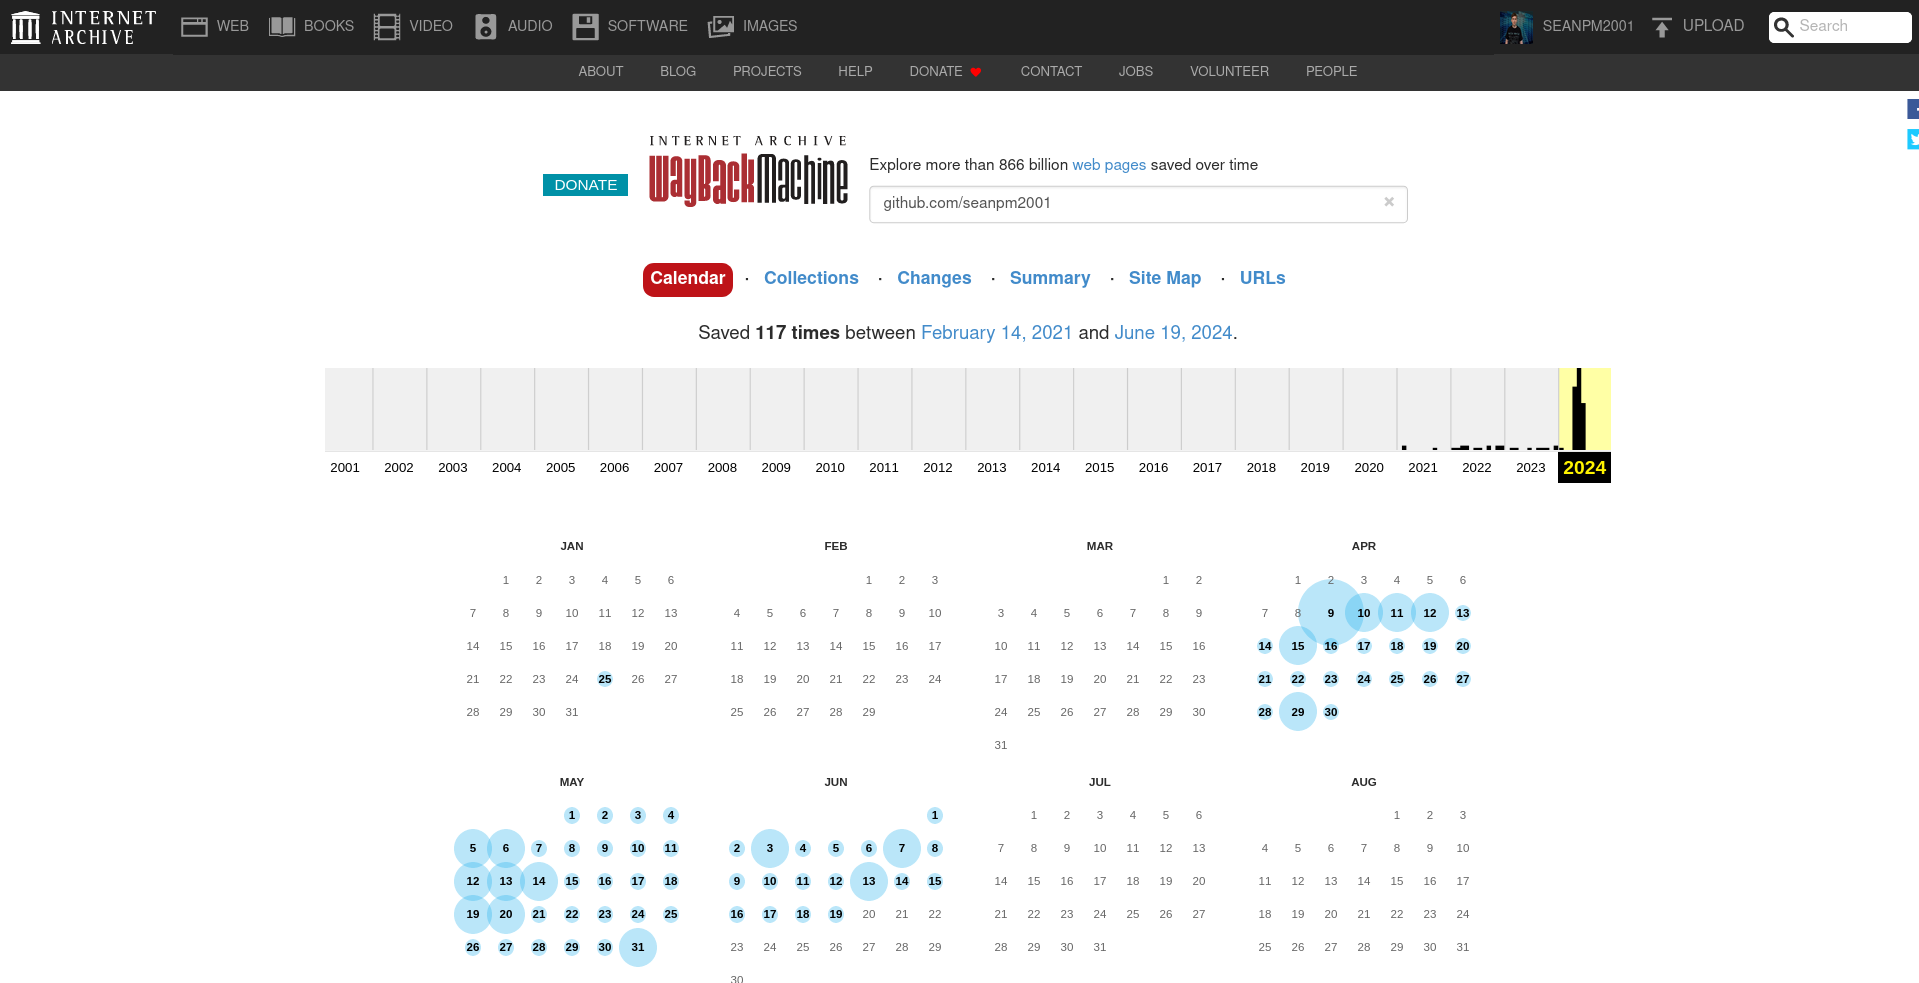 INTERNET ARCHIVE WEB BOOKS VIDEO AUDIO SOFTWARE IMAGES SEANPM2001 UPLOAD Search
ABOUT BLOG PROJECTS HELP DONATE CONTACT JOBS VOLUNTEER PEOPLE
INTERNET ARCHIVE
WayBackMachine
DONATE
Explore more than 866 billion web pages saved over time
github.com/seanpm2001 ×
Calendar · Collections · Changes · Summary · Site Map · URLs
Saved 117 times between February 14, 2021 and June 19, 2024.
2001 2002 2003 2004 2005 2006 2007 2008 2009 2010 2011 2012 2013 2014 2015 2016 2017 2018 2019 2020 2021 2022 2023 2024
JAN
1 2 3 4 5 6
7 8 9 10 11 12 13
14 15 16 17 18 19 20
21 22 23 24 25 26 27
28 29 30 31
FEB
1 2 3
4 5 6 7 8 9 10
11 12 13 14 15 16 17
18 19 20 21 22 23 24
25 26 27 28 29
MAR
1 2
3 4 5 6 7 8 9
10 11 12 13 14 15 16
17 18 19 20 21 22 23
24 25 26 27 28 29 30
31
APR
1 2 3 4 5 6
7 8 9 10 11 12 13
14 15 16 17 18 19 20
21 22 23 24 25 26 27
28 29 30
MAY
1 2 3 4
5 6 7 8 9 10 11
12 13 14 15 16 17 18
19 20 21 22 23 24 25
26 27 28 29 30 31
JUN
1
2 3 4 5 6 7 8
9 10 11 12 13 14 15
16 17 18 19 20 21 22
23 24 25 26 27 28 29
30
JUL
1 2 3 4 5 6
7 8 9 10 11 12 13
14 15 16 17 18 19 20
21 22 23 24 25 26 27
28 29 30 31
AUG
1 2 3
4 5 6 7 8 9 10
11 12 13 14 15 16 17
18 19 20 21 22 23 24
25 26 27 28 29 30 31